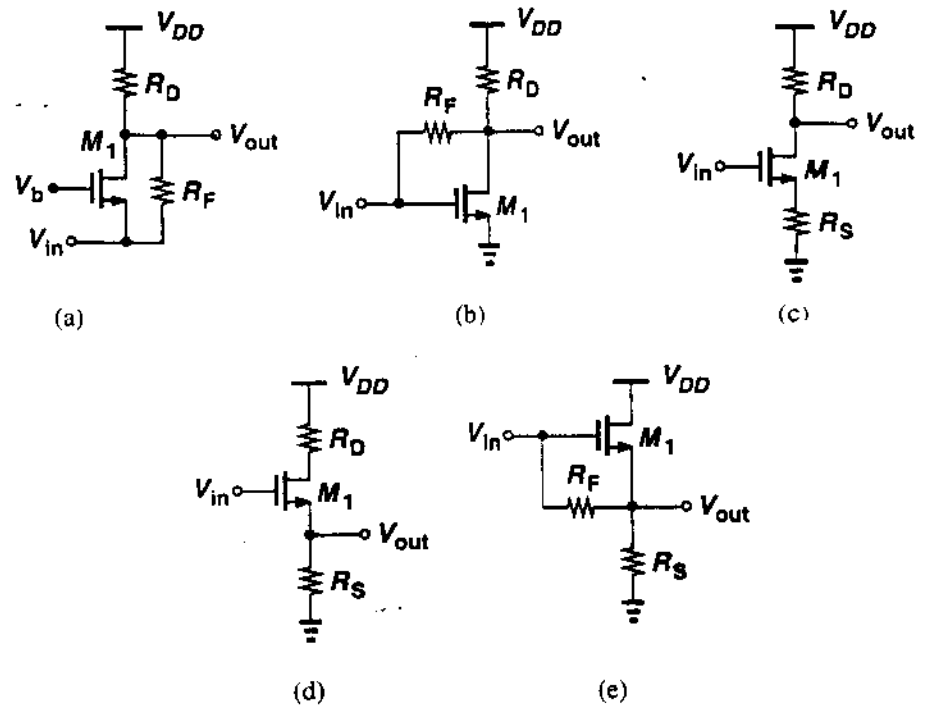 V_DD
R_D
M_1
V_out
V_b
R_F
V_in
(a)
V_DD
R_F
R_D
V_out
V_in
M_1
(b)
V_DD
R_D
V_out
V_in
M_1
R_S
(c)
V_DD
R_D
V_in
M_1
V_out
R_S
(d)
V_DD
V_in
M_1
R_F
V_out
R_S
(e)